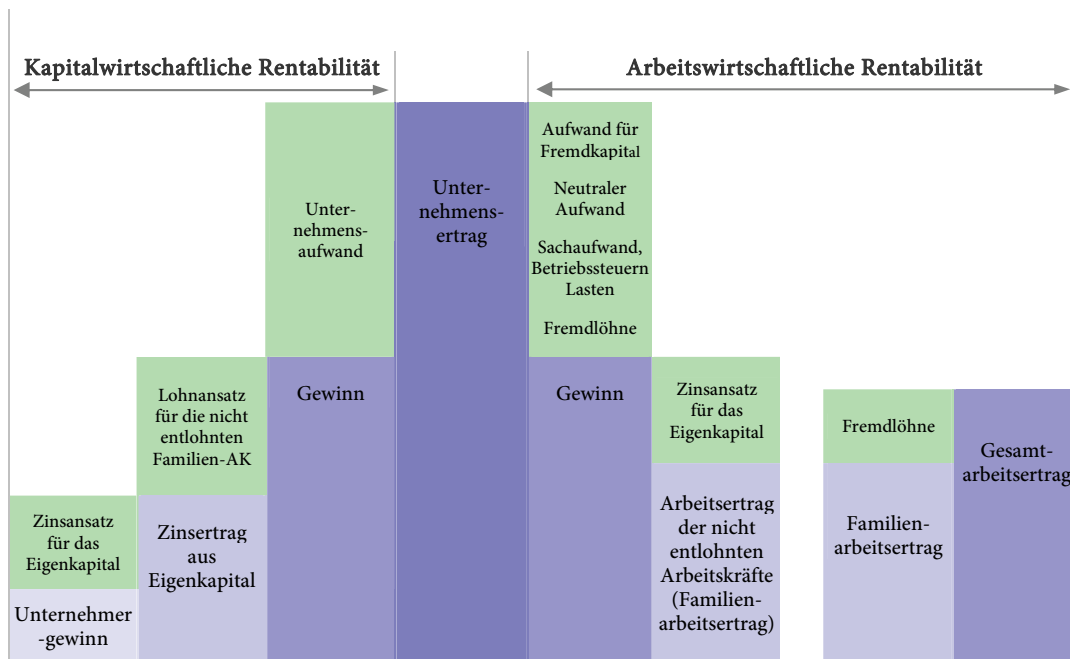 Kapitalwirtschaftliche Rentabilität
Arbeitswirtschaftliche Rentabilität
Zinsansatz
für das
Eigenkapital
Unternehmer
-gewinn
Lohnansatz
für die nicht
entlohnten
Familien-AK
Zinsertrag
aus
Eigenkapital
Unter-
nehmens-
aufwand
Gewinn
Unter-
nehmens-
ertrag
Aufwand für
Fremdkapital
Neutraler
Aufwand
Sachaufwand,
Betriebssteuern
Lasten
Fremdlöhne
Gewinn
Zinsansatz
für das
Eigenkapital
Arbeitsertrag
der nicht
entlohnten
Arbeitskräfte
(Familien-
arbeitsertrag)
Fremdlöhne
Familien-
arbeitsertrag
Gesamt-
arbeitsertrag